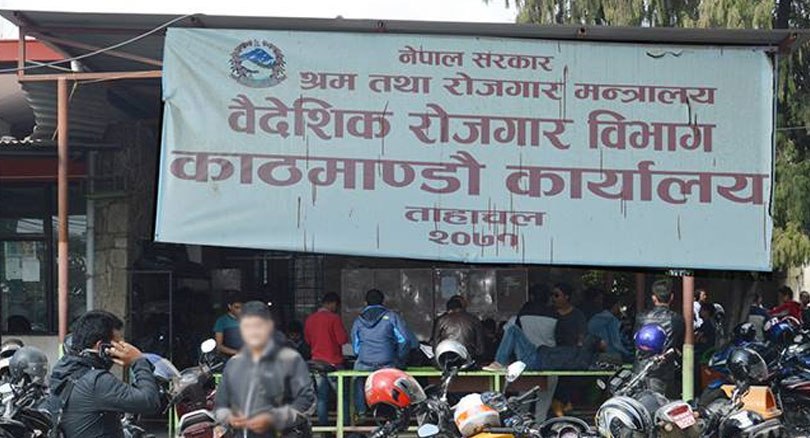 नेपाल सरकार
श्रम तथा रोजगार मन्त्रालय
वैदेशिक रोजगार विभाग
काठमाण्डौ कार्यालय
ताहाचल
२०७१